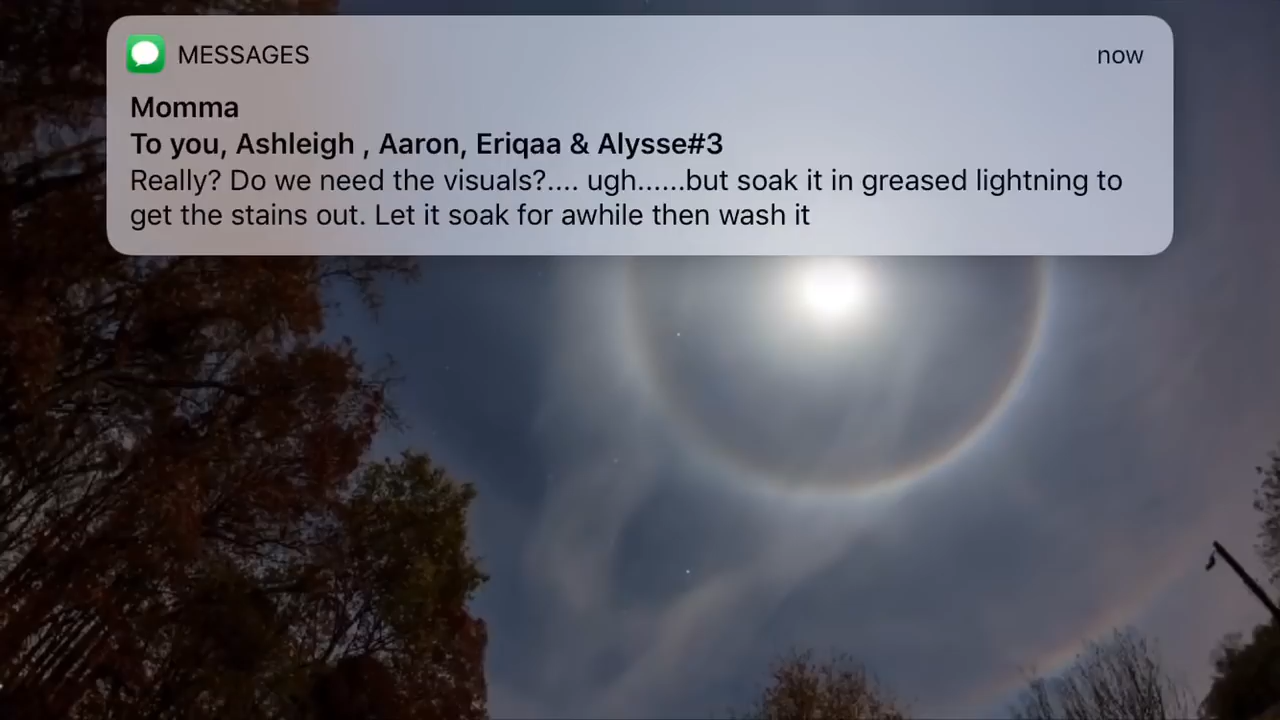 MESSAGES now
Momma
To you, Ashleigh , Aaron, Eriqaa & Alysse#3
Really? Do we need the visuals?.... ugh......but soak it in greased lightning to
get the stains out. Let it soak for awhile then wash it